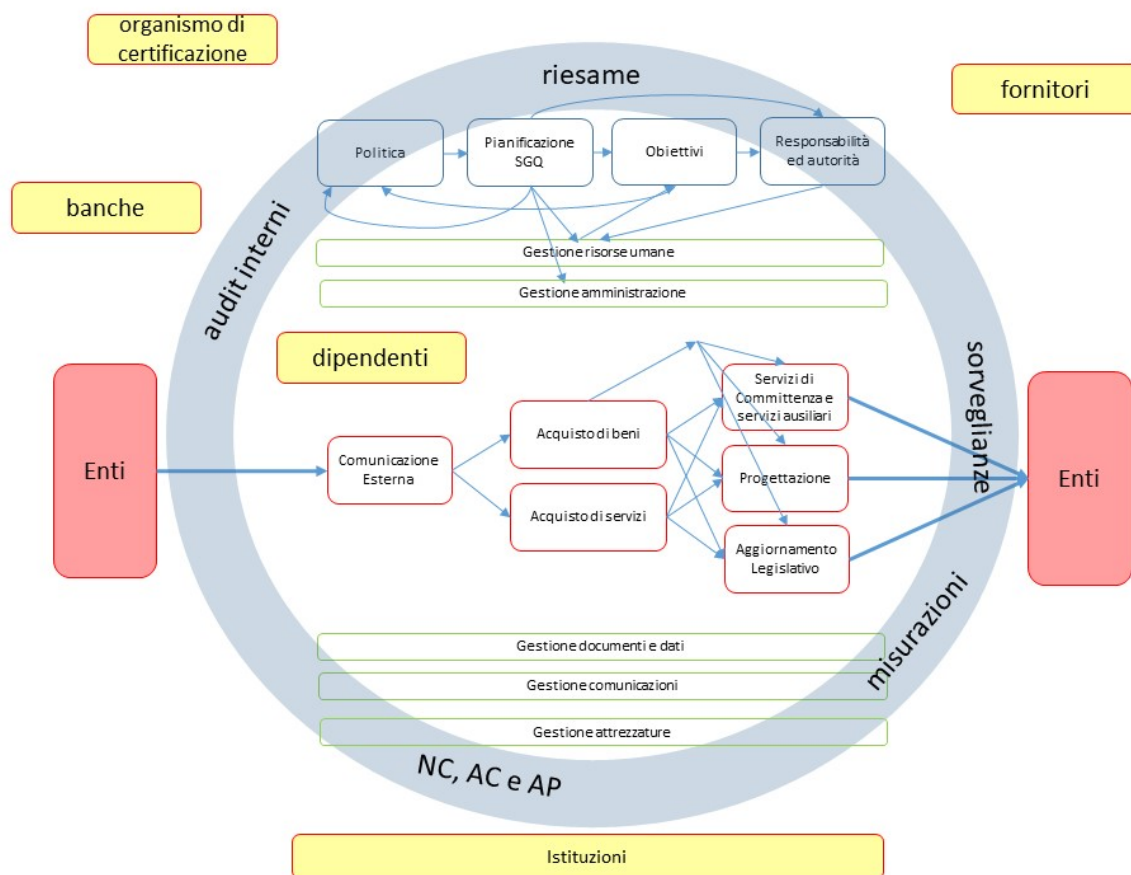 organismo di
certificazione
riesame
fornitori
Politica
Pianificazione
SGQ
Obiettivi
Responsabilità
ed autorità
banche
audit interni
Gestione risorse umane
Gestione amministrazione
dipendenti
sorveglianze
Servizi di
Committenza e
servizi ausiliari
Acquisto di beni
Enti
Comunicazione
Esterna
Progettazione
Enti
Acquisto di servizi
Aggiornamento
Legislativo
misurazioni
Gestione documenti e dati
Gestione comunicazioni
Gestione attrezzature
NC, AC e AP
Istituzioni